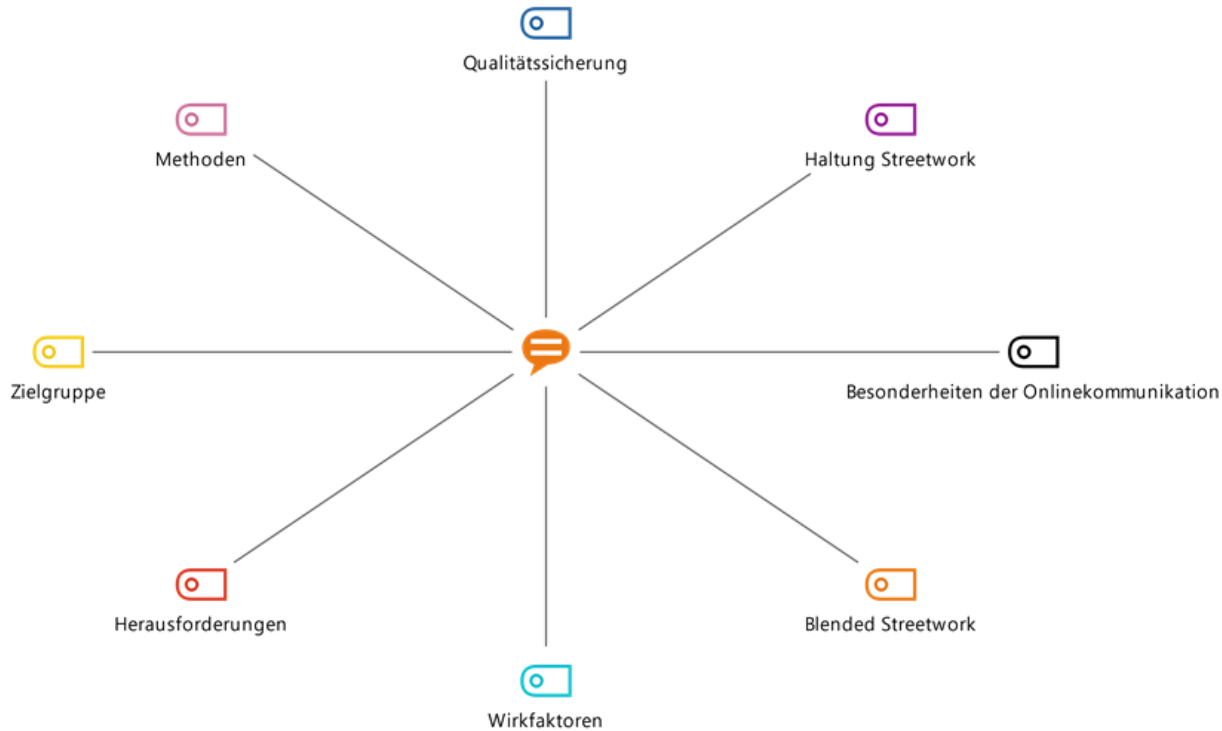 Qualitätssicherung
Methoden
Haltung Streetwork
Zielgruppe
Besonderheiten der Onlinekommunikation
Herausforderungen
Blended Streetwork
Wirkfaktoren